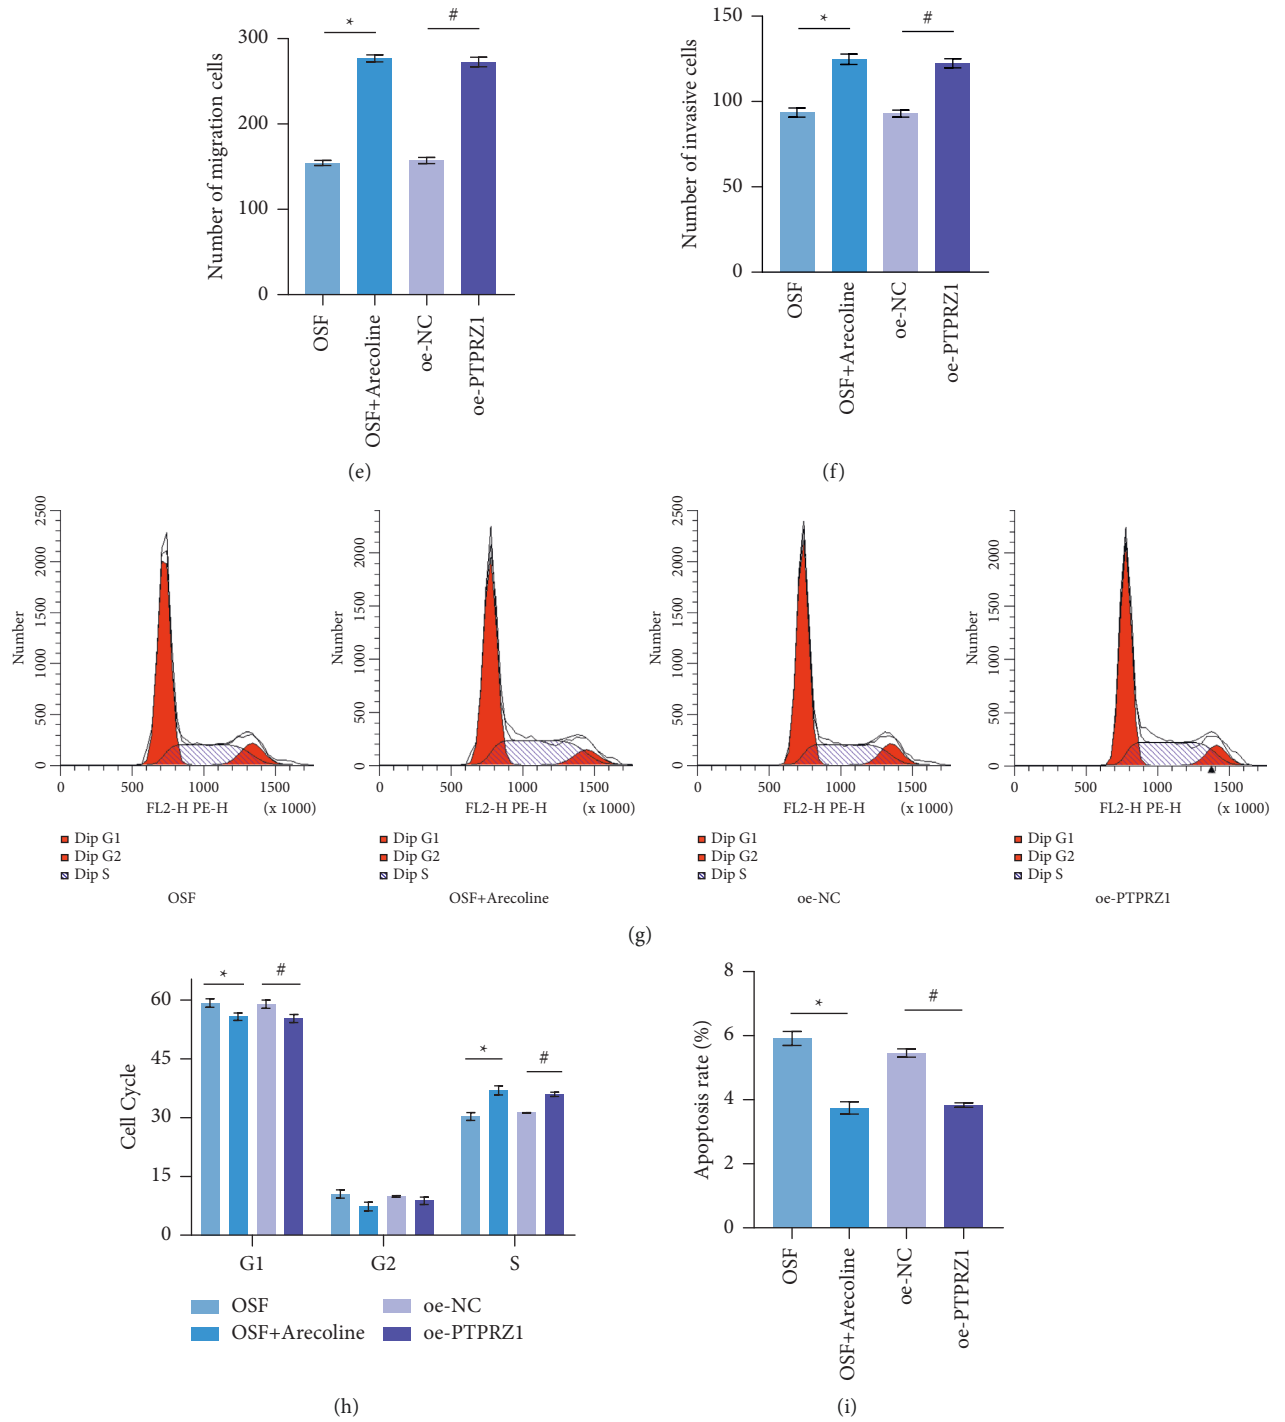 * #
300
200
100
0
Number of migration cells
OSF
OSF+Arecoline
oe-NC
oe-PTPRZ1
(e)
* #
150
100
50
0
Number of invasive cells
OSF
OSF+Arecoline
oe-NC
oe-PTPRZ1
(f)
2500
2000
1500
1000
500
0
Number
0 500 1000 1500
FL2-H PE-H (x 1000)
Dip G1
Dip G2
Dip S
OSF
2000
1500
1000
500
0
Number
0 500 1000 1500
FL2-H PE-H (x 1000)
Dip G1
Dip G2
Dip S
OSF+Arecoline
2500
2000
1500
1000
500
0
Number
0 500 1000 1500
FL2-H PE-H (x 1000)
Dip G1
Dip G2
Dip S
oe-NC
2000
1500
1000
500
0
Number
0 500 1000 1500
FL2-H PE-H (x 1000)
Dip G1
Dip G2
Dip S
oe-PTPRZ1
(g)
* #
* #
60
45
30
15
0
Cell Cycle
G1 G2 S
OSF
OSF+Arecoline
oe-NC
oe-PTPRZ1
(h)
* #
8
6
4
2
0
Apoptosis rate (%)
OSF
OSF+Arecoline
oe-NC
oe-PTPRZ1
(i)